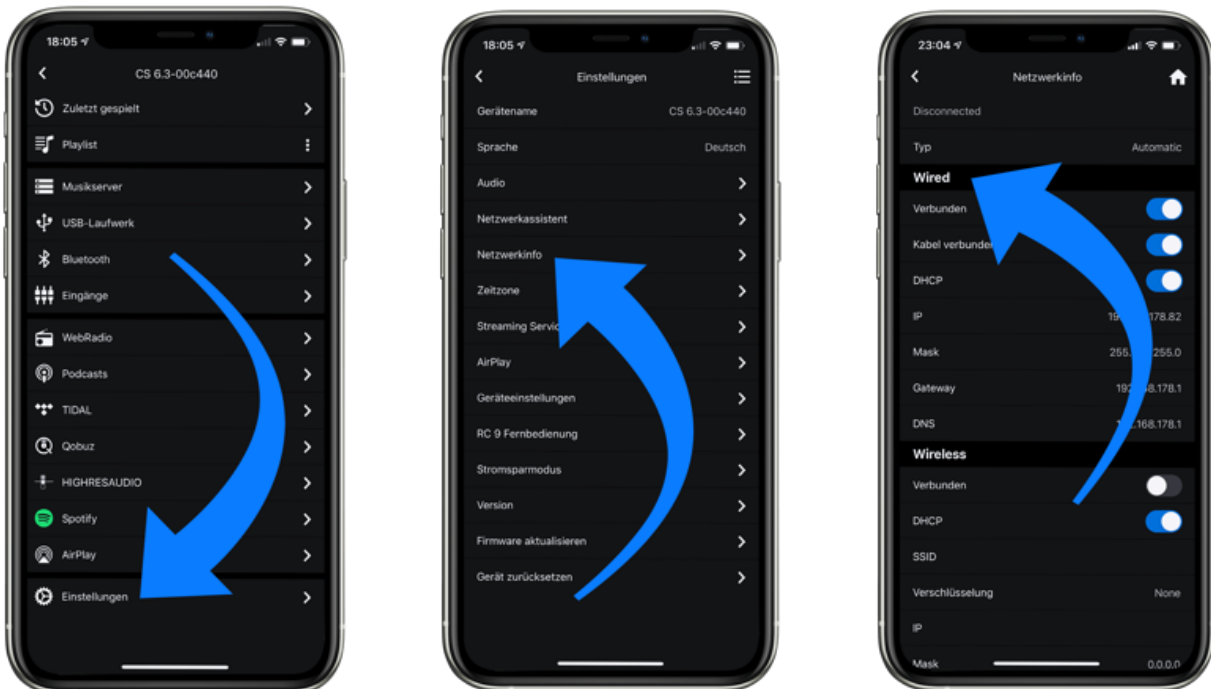 18:05
CS 6.3-00c440
Zuletzt gespielt
Playlist
Musikserver
USB-Laufwerk
Bluetooth
Eingänge
WebRadio
Podcasts
TIDAL
Qobuz
HIGHRESAUDIO
Spotify
AirPlay
Einstellungen
18:05
Einstellungen
Gerätename CS 6.3-00c440
Sprache Deutsch
Audio
Netzwerkassistent
Netzwerkinfo
Zeitzone
Streaming
AirPlay
Geräteeinstellungen
RC 9 Fernbedienung
Stromsparmodus
Version
Firmware aktualisieren
Gerät zurücksetzen
23:04
Netzwerkinfo
Disconnected
Typ Automatic
Wired
Verbunden
Kabel verbunden
DHCP
IP
Mask
Gateway
DNS
Wireless
Verbunden
DHCP
SSID
Verschlüsselung None
IP
Mask 0.0.0.0